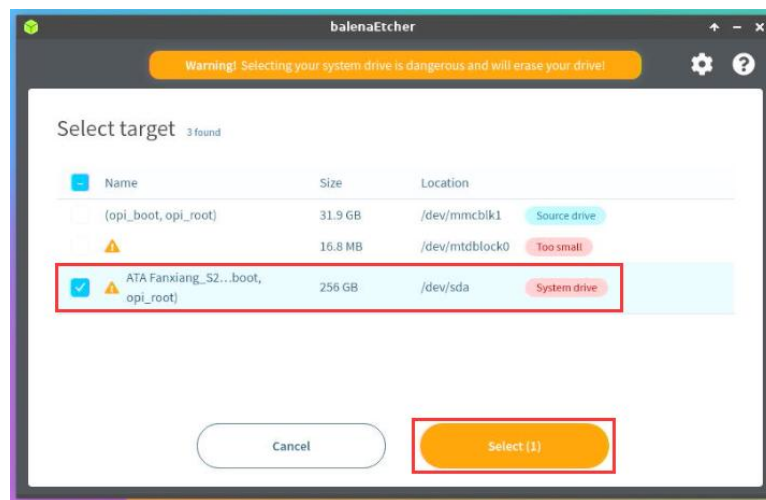 balenaEtcher
Warning! Selecting your system drive is dangerous and will erase your drive!
Select target 3 found
Name Size Location
(opi_boot, opi_root) 31.9 GB /dev/mmcblk1 Source drive
16.8 MB /dev/mtdblock0 Too small
ATA Fanxiang_S2...boot,
opi_root) 256 GB /dev/sda System drive
Cancel Select (1)